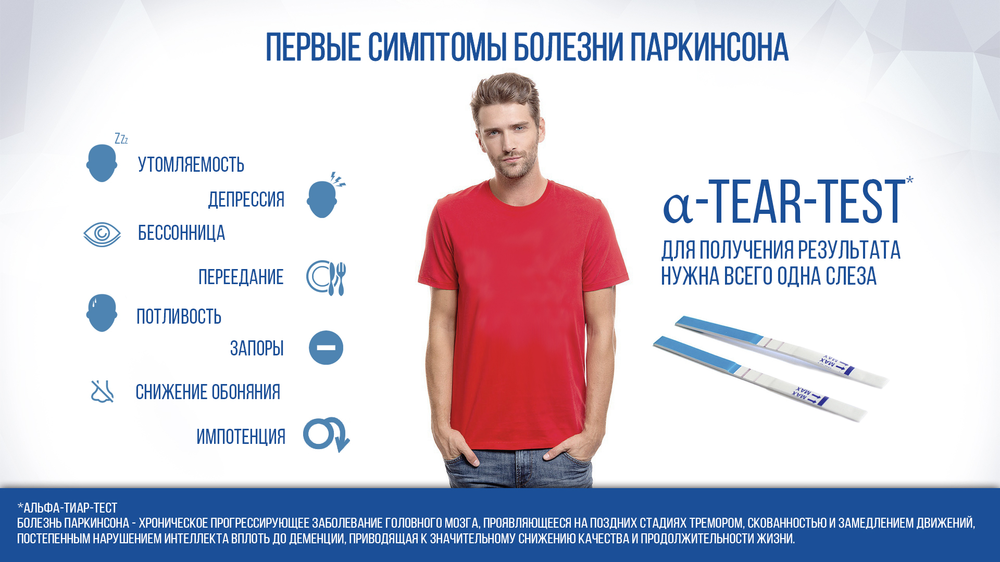 ПЕРВЫЕ СИМПТОМЫ БОЛЕЗНИ ПАРКИНСОНА
Zzz
УТОМЛЯЕМОСТЬ
ДЕПРЕССИЯ
БЕССОННИЦА
ПЕРЕЕДАНИЕ
ПОТЛИВОСТЬ
ЗАПОРЫ
СНИЖЕНИЕ ОБОНЯНИЯ
ИМПОТЕНЦИЯ
α-TEAR-TEST*
ДЛЯ ПОЛУЧЕНИЯ РЕЗУЛЬТАТА
НУЖНА ВСЕГО ОДНА СЛЕЗА
MAX
MAX
MAX
MAX
*АЛЬФА-ТИАР-ТЕСТ
БОЛЕЗНЬ ПАРКИНСОНА - ХРОНИЧЕСКОЕ ПРОГРЕССИРУЮЩЕЕ ЗАБОЛЕВАНИЕ ГОЛОВНОГО МОЗГА, ПРОЯВЛЯЮЩЕЕСЯ НА ПОЗДНИХ СТАДИЯХ ТРЕМОРОМ, СКОВАННОСТЬЮ И ЗАМЕДЛЕНИЕМ ДВИЖЕНИЙ,
ПОСТЕПЕННЫМ НАРУШЕНИЕМ ИНТЕЛЛЕКТА ВПЛОТЬ ДО ДЕМЕНЦИИ, ПРИВОДЯЩАЯ К ЗНАЧИТЕЛЬНОМУ СНИЖЕНИЮ КАЧЕСТВА И ПРОДОЛЖИТЕЛЬНОСТИ ЖИЗНИ.